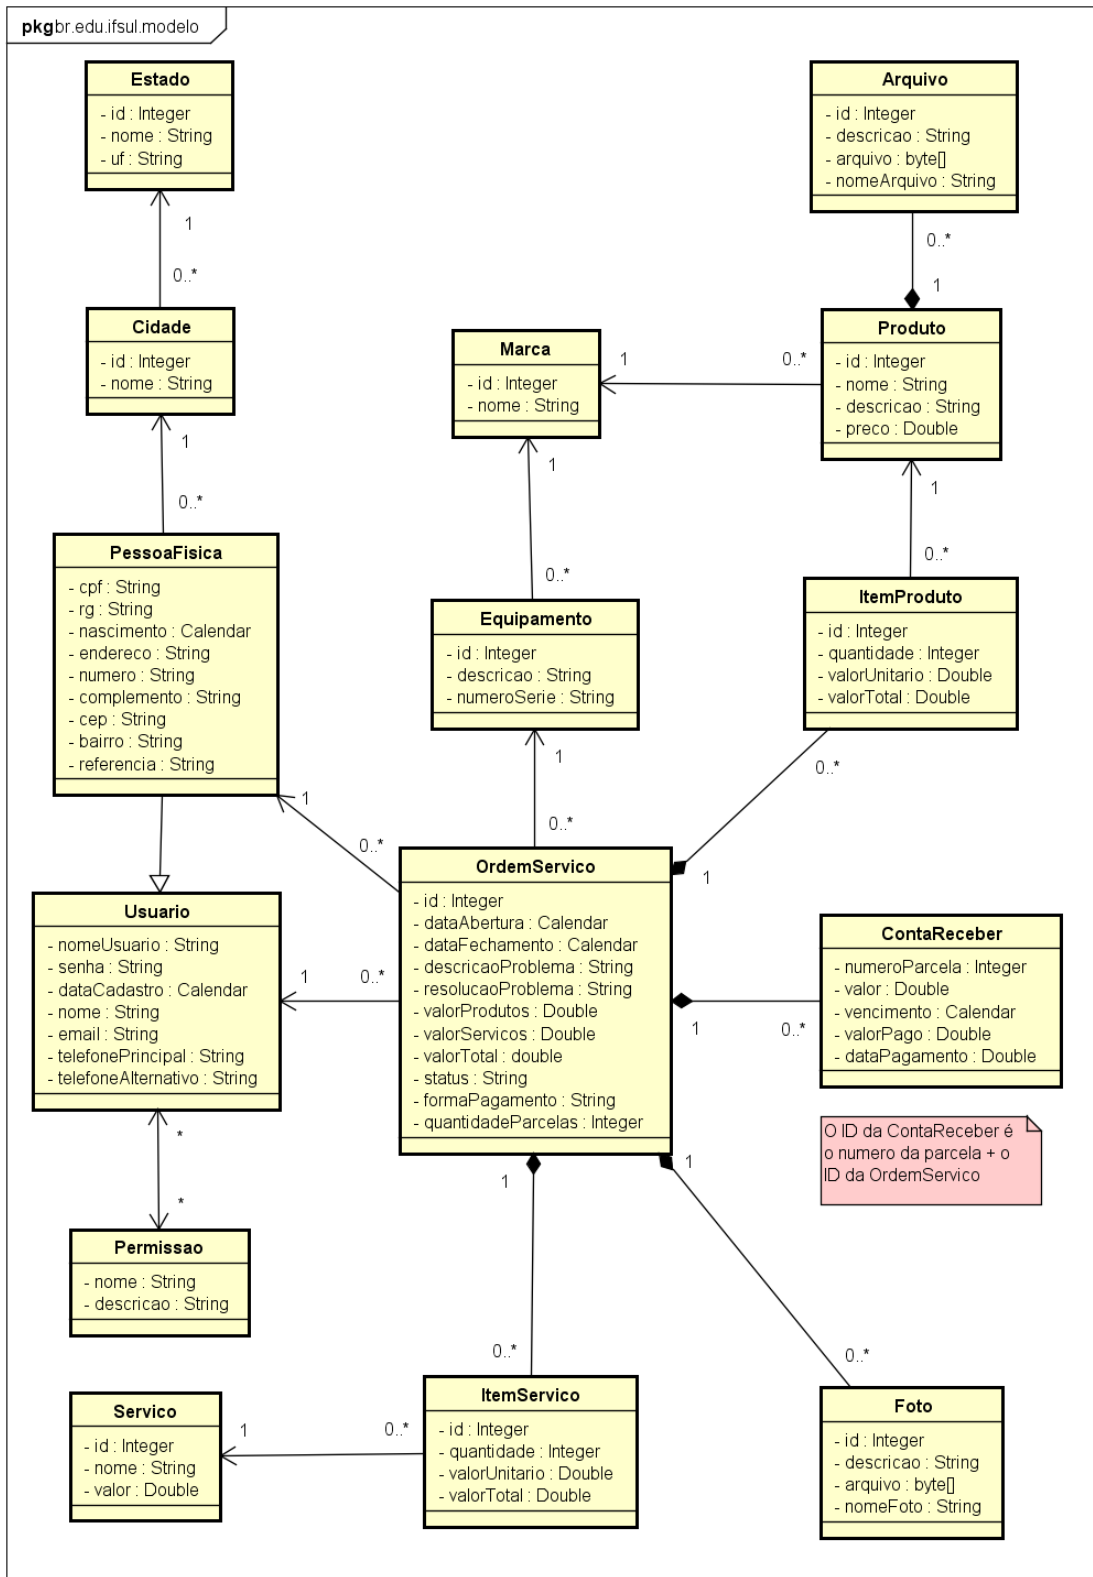 pkg br.edu.ifsul.modelo
Estado
- id : Integer
- nome : String
- uf : String
1
0..*
Cidade
- id : Integer
- nome : String
1
0..*
PessoaFisica
- cpf : String
- rg : String
- nascimento : Calendar
- endereco : String
- numero : String
- complemento : String
- cep : String
- bairro : String
- referencia : String
Arquivo
- id : Integer
- descricao : String
- arquivo : byte[]
- nomeArquivo : String
0..*
1
Produto
- id : Integer
- nome : String
- descricao : String
- preco : Double
Marca
- id : Integer
- nome : String
1
0..*
1
0..*
1
0..*
Equipamento
- id : Integer
- descricao : String
- numeroSerie : String
ItemProduto
- id : Integer
- quantidade : Integer
- valorUnitario : Double
- valorTotal : Double
1
0..*
1
0..*
0..*
1
Usuario
- nomeUsuario : String
- senha : String
- dataCadastro : Calendar
- nome : String
- email : String
- telefonePrincipal : String
- telefoneAlternativo : String
1
0..*
OrdemServico
- id : Integer
- dataAbertura : Calendar
- dataFechamento : Calendar
- descricaoProblema : String
- resolucaoProblema : String
- valorProdutos : Double
- valorServicos : Double
- valorTotal : double
- status : String
- formaPagamento : String
- quantidadeParcelas : Integer
1
0..*
ContaReceber
- numeroParcela : Integer
- valor : Double
- vencimento : Calendar
- valorPago : Double
- dataPagamento : Double
O ID da ContaReceber é
o numero da parcela + o
ID da OrdemServico
*
*
Permissao
- nome : String
- descricao : String
1
0..*
1
0..*
Servico
- id : Integer
- nome : String
- valor : Double
1
0..*
ItemServico
- id : Integer
- quantidade : Integer
- valorUnitario : Double
- valorTotal : Double
Foto
- id : Integer
- descricao : String
- arquivo : byte[]
- nomeFoto : String